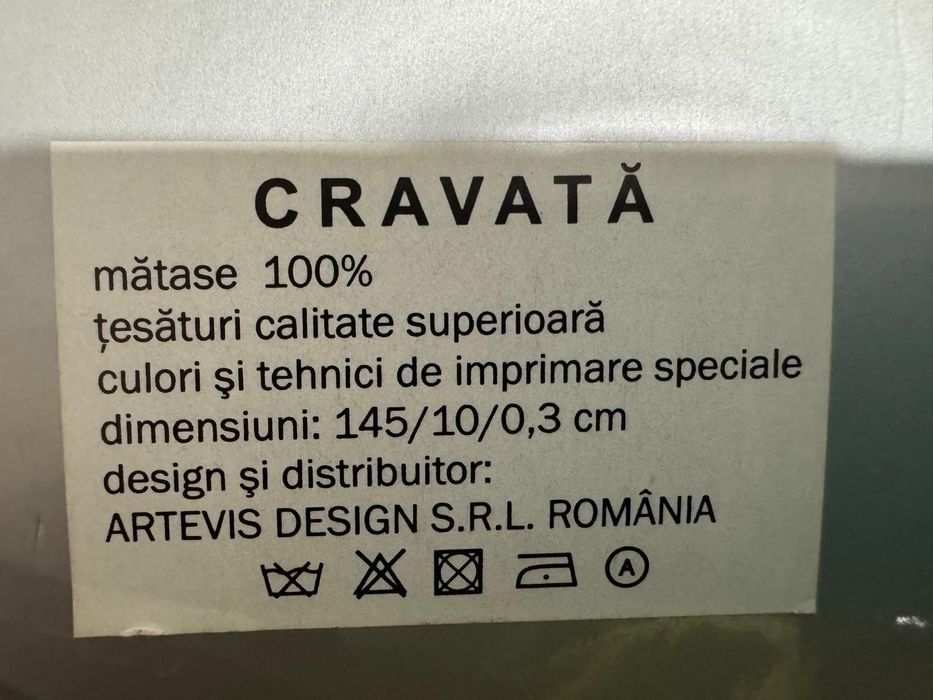 CRAVATĂ
mătase 100%
țesături calitate superioară
culori şi tehnici de imprimare speciale
dimensiuni: 145/10/0,3 cm
design şi distribuitor:
ARTEVIS DESIGN S.R.L. ROMÂNIA
A